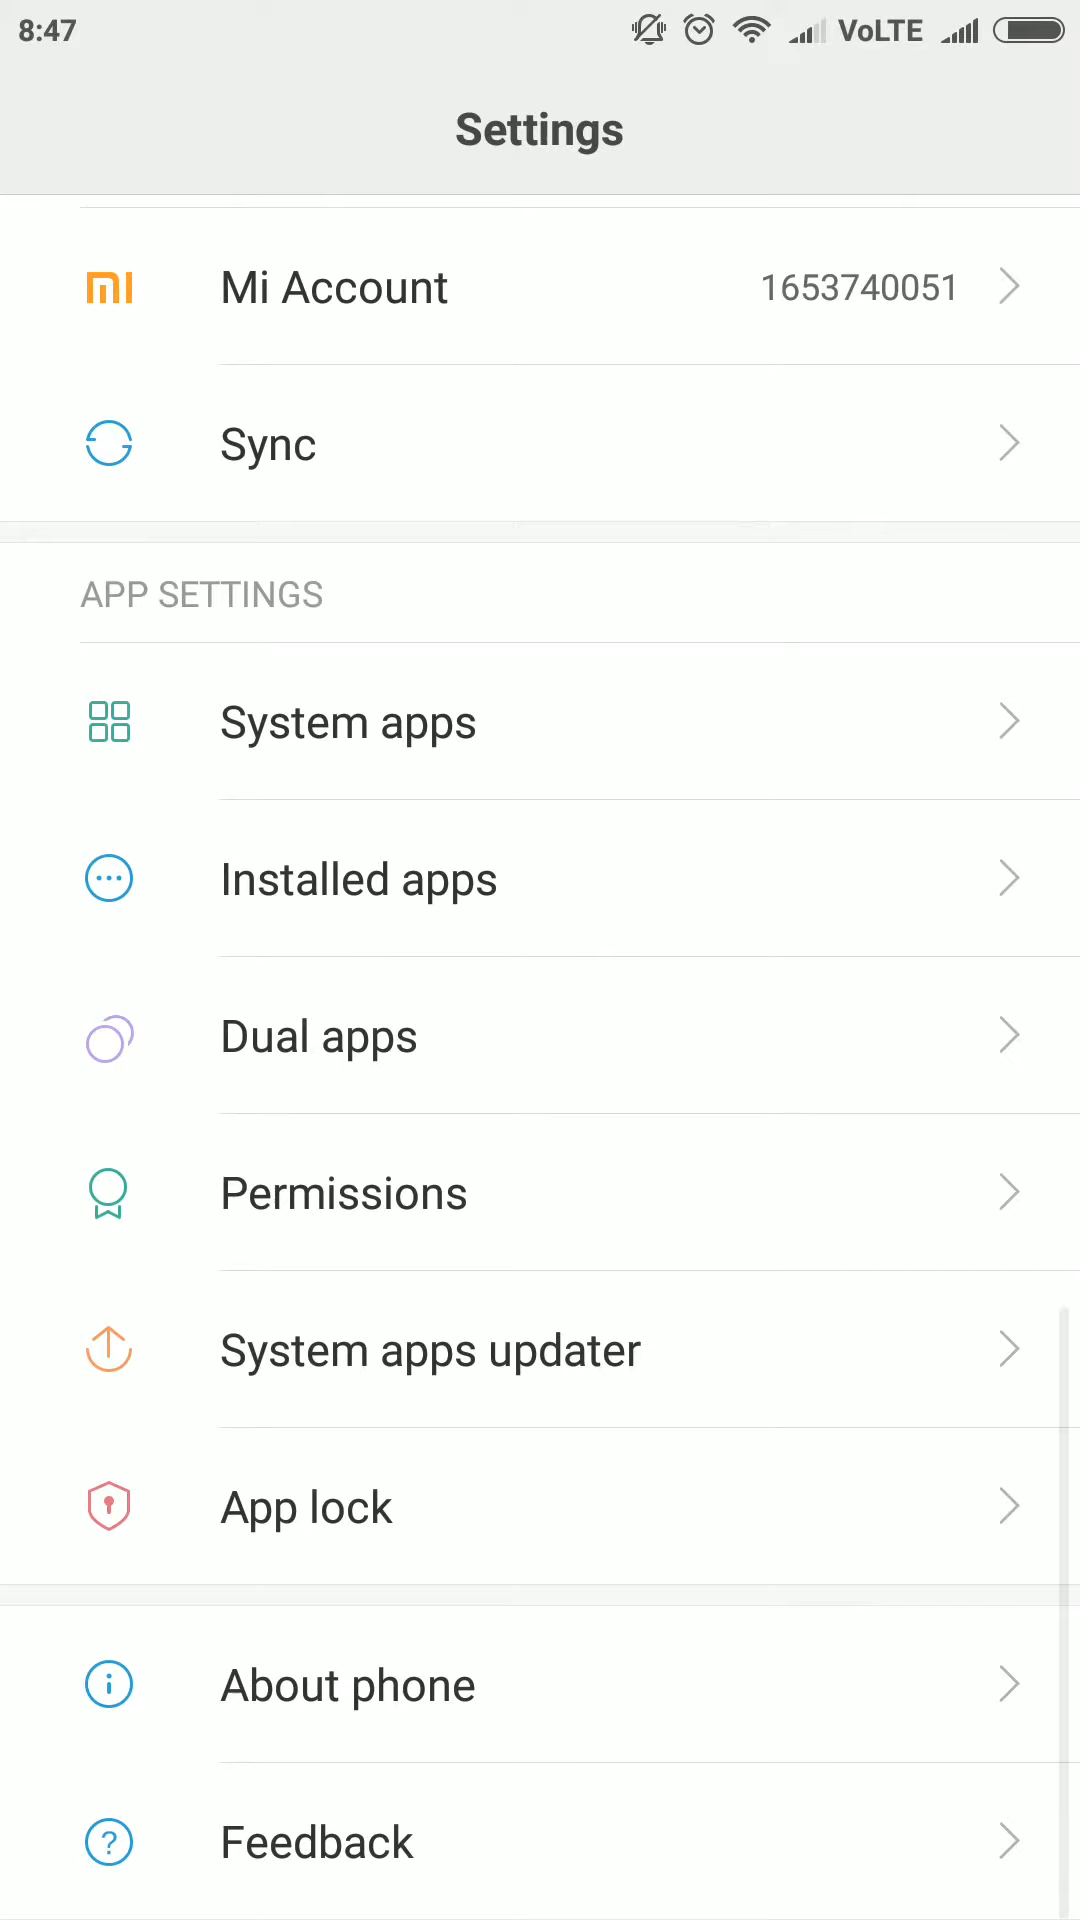 8:47
VoLTE
Settings
Mi Account 1653740051
Sync
APP SETTINGS
System apps
Installed apps
Dual apps
Permissions
System apps updater
App lock
About phone
Feedback